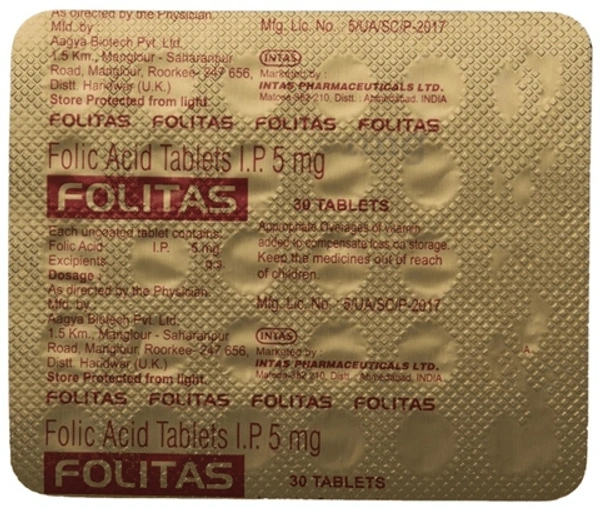 As directed by the Physician.
Mfd. by
Aagya Biotech Pvt. Ltd.
1.5 Km., Manglour - Saharanpur
Road, Manglour, Roorkee- 247 656,
Distt. Haridwar (U.K.)
Store Protected from light.
Mfg. Lic. No. : 5/UA/SC/P-2017
INTAS
Marketed by :
INTAS PHARMACEUTICALS LTD.
Matoda-382 210, Distt. : Ahmedabad. INDIA
FOLITAS FOLITAS FOLITAS FOLITAS
Folic Acid Tablets I.P. 5 mg
FOLITAS
30 TABLETS
Each uncoated tablet contains:
Folic Acid I.P. 5 mg
Excipients q.s.
Dosage :
As directed by the Physician.
Mfd. by
Aagya Biotech Pvt. Ltd.
1.5 Km., Manglour - Saharanpur
Road, Manglour, Roorkee- 247 656,
Distt. Haridwar (U.K.)
Store Protected from light.
Appropriate Overages of vitamin
added to compensate loss on storage.
Keep the medicines out of reach
of children.
Mfg. Lic. No. : 5/UA/SC/P-2017
INTAS
Marketed by :
INTAS PHARMACEUTICALS LTD.
Matoda-382 210, Distt. : Ahmedabad. INDIA
FOLITAS FOLITAS FOLITAS FOLITAS
Folic Acid Tablets I.P. 5 mg
FOLITAS
30 TABLETS